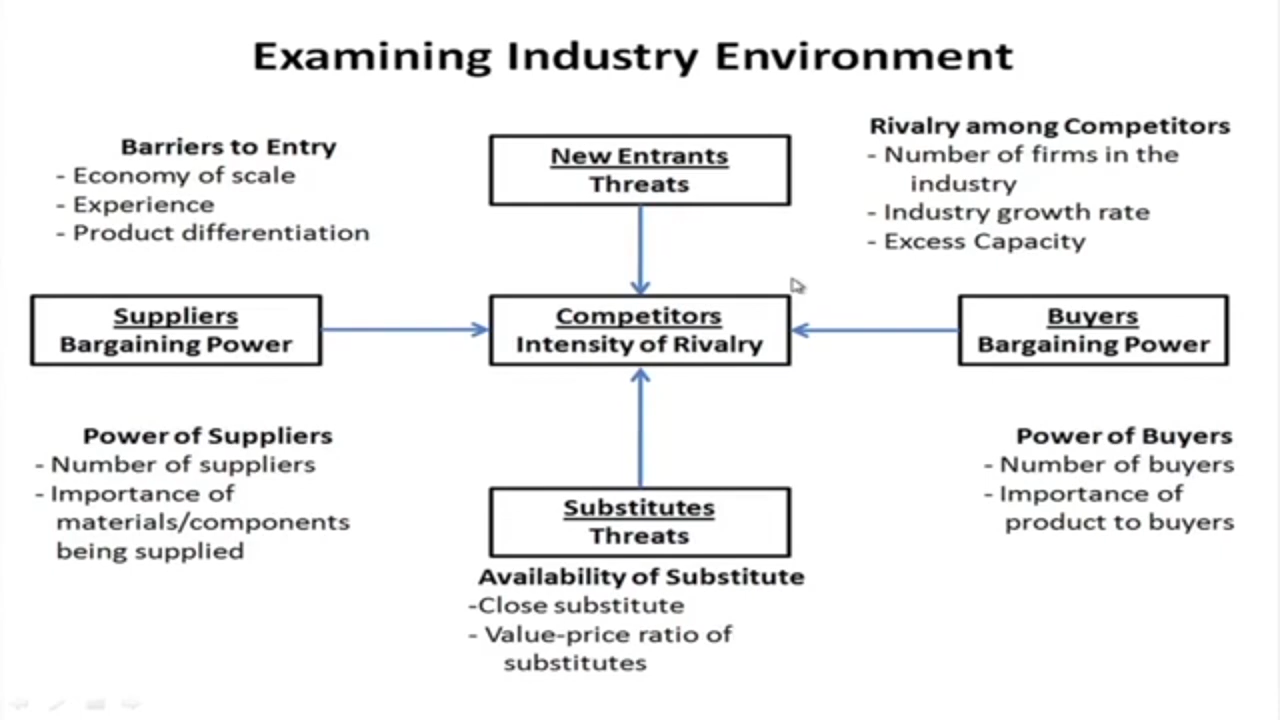 Examining Industry Environment
Barriers to Entry
- Economy of scale
- Experience
- Product differentiation
New Entrants
Threats
Rivalry among Competitors
- Number of firms in the
industry
- Industry growth rate
- Excess Capacity
Suppliers
Bargaining Power
Competitors
Intensity of Rivalry
Buyers
Bargaining Power
Power of Suppliers
- Number of suppliers
- Importance of
materials/components
being supplied
Substitutes
Threats
Availability of Substitute
-Close substitute
- Value-price ratio of
substitutes
Power of Buyers
- Number of buyers
- Importance of
product to buyers